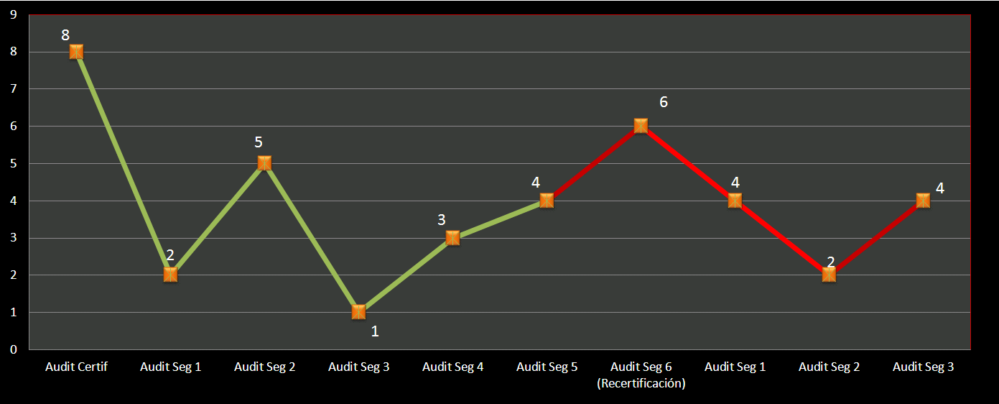 9
8
7
6
5
4
3
2
1
0
8
2
5
1
3
4
6
4
2
4
Audit Certif
Audit Seg 1
Audit Seg 2
Audit Seg 3
Audit Seg 4
Audit Seg 5
Audit Seg 6
(Recertificación)
Audit Seg 1
Audit Seg 2
Audit Seg 3